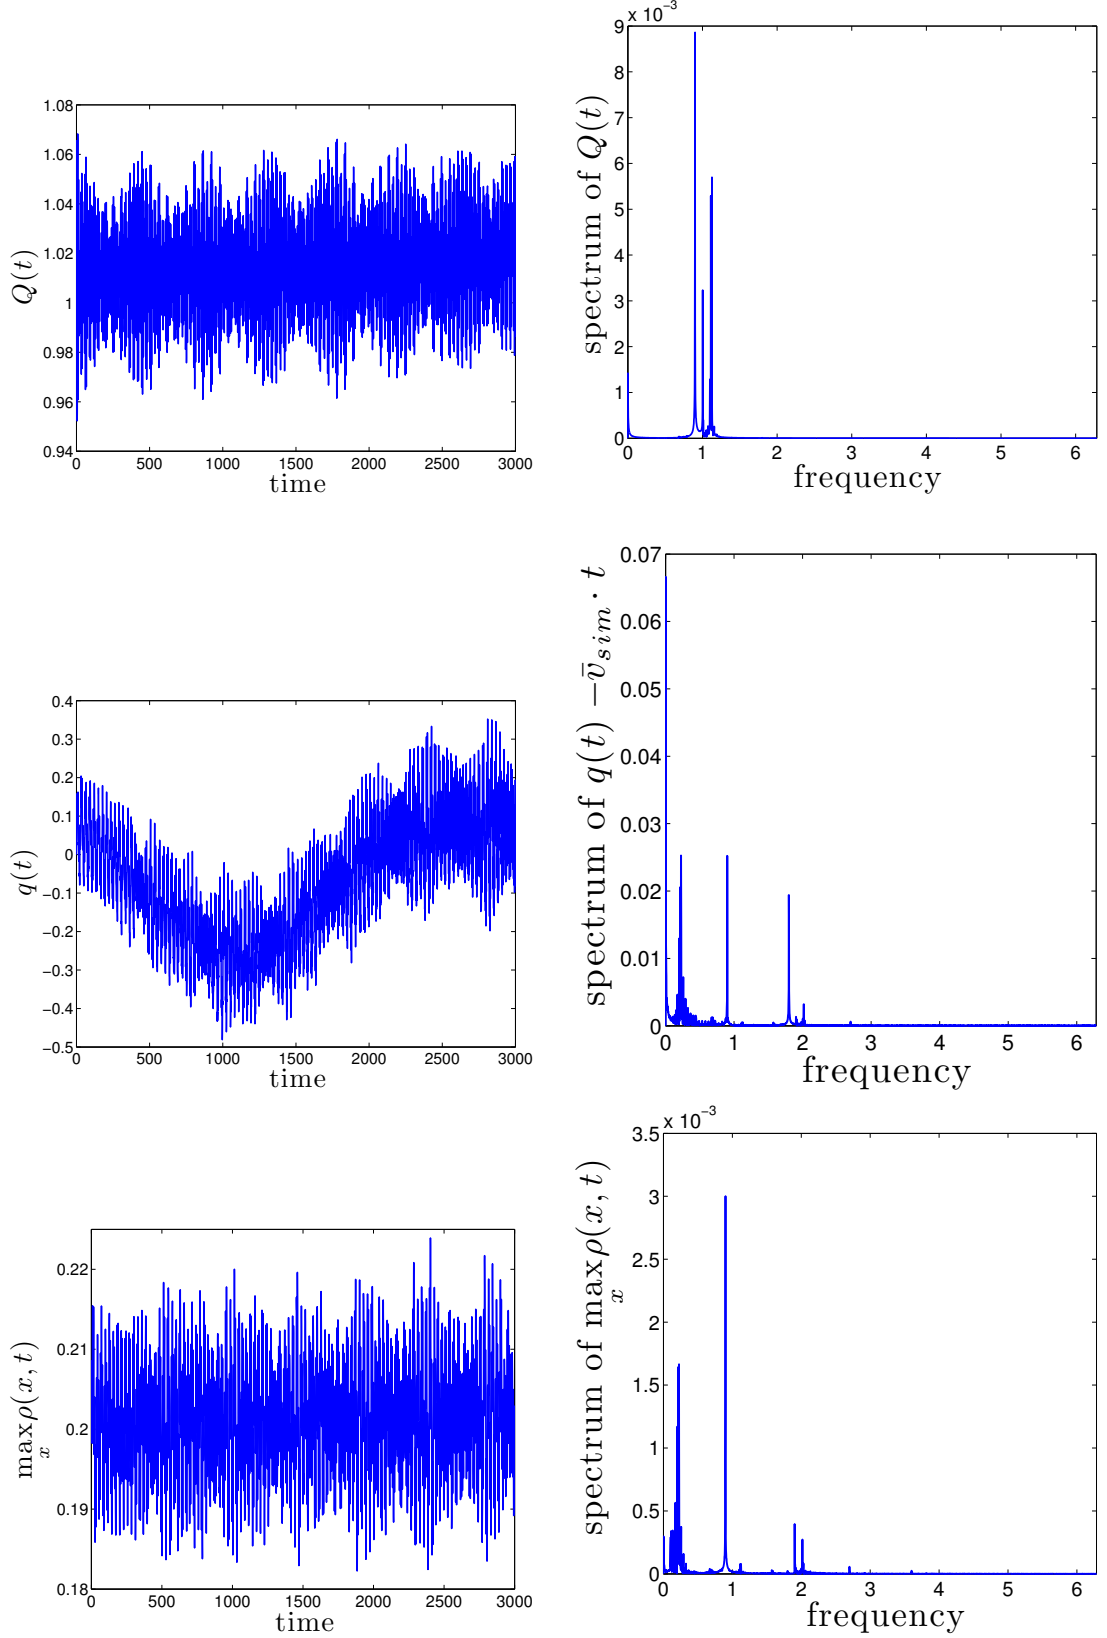 1.08
1.06
1.04
1.02
1
0.98
0.96
0.94
0 500 1000 1500 2000 2500 3000
time
Q(t)
x 10⁻³
9
8
7
6
5
4
3
2
1
0
0 1 2 3 4 5 6
frequency
spectrum of Q(t)
0.4
0.3
0.2
0.1
0
−0.1
−0.2
−0.3
−0.4
−0.5
0 500 1000 1500 2000 2500 3000
time
q(t)
0.07
0.06
0.05
0.04
0.03
0.02
0.01
0
0 1 2 3 4 5 6
frequency
spectrum of q(t) −v̄_sim · t
0.22
0.21
0.2
0.19
0.18
0 500 1000 1500 2000 2500 3000
time
max ρ(x, t)
x
x 10⁻³
3.5
3
2.5
2
1.5
1
0.5
0
0 1 2 3 4 5 6
frequency
spectrum of max ρ(x, t)
x